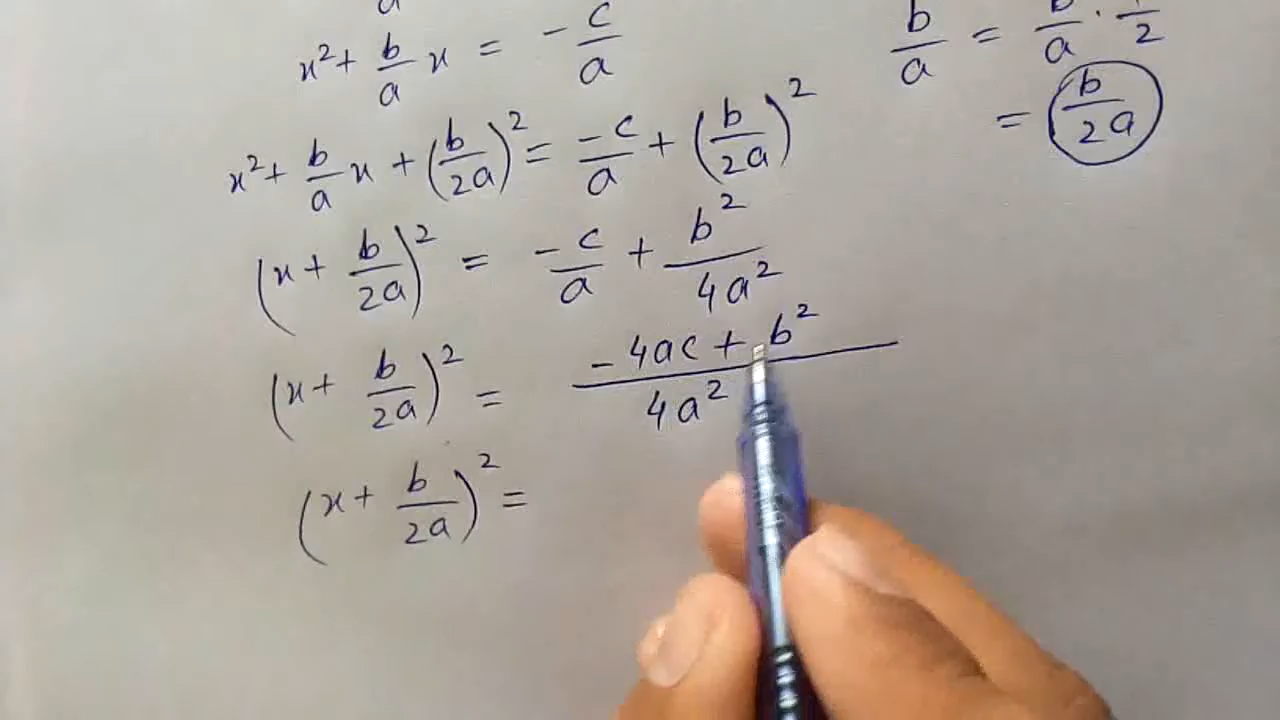 a
x² + b/a x = - c/a
x² + b/a x + (b/2a)² = -c/a + (b/2a)²
(x + b/2a)² = -c/a + b²/4a²
(x + b/2a)² = -4ac + b² / 4a²
(x + b/2a)² =
b/a = b/a · 1/2
= b/2a